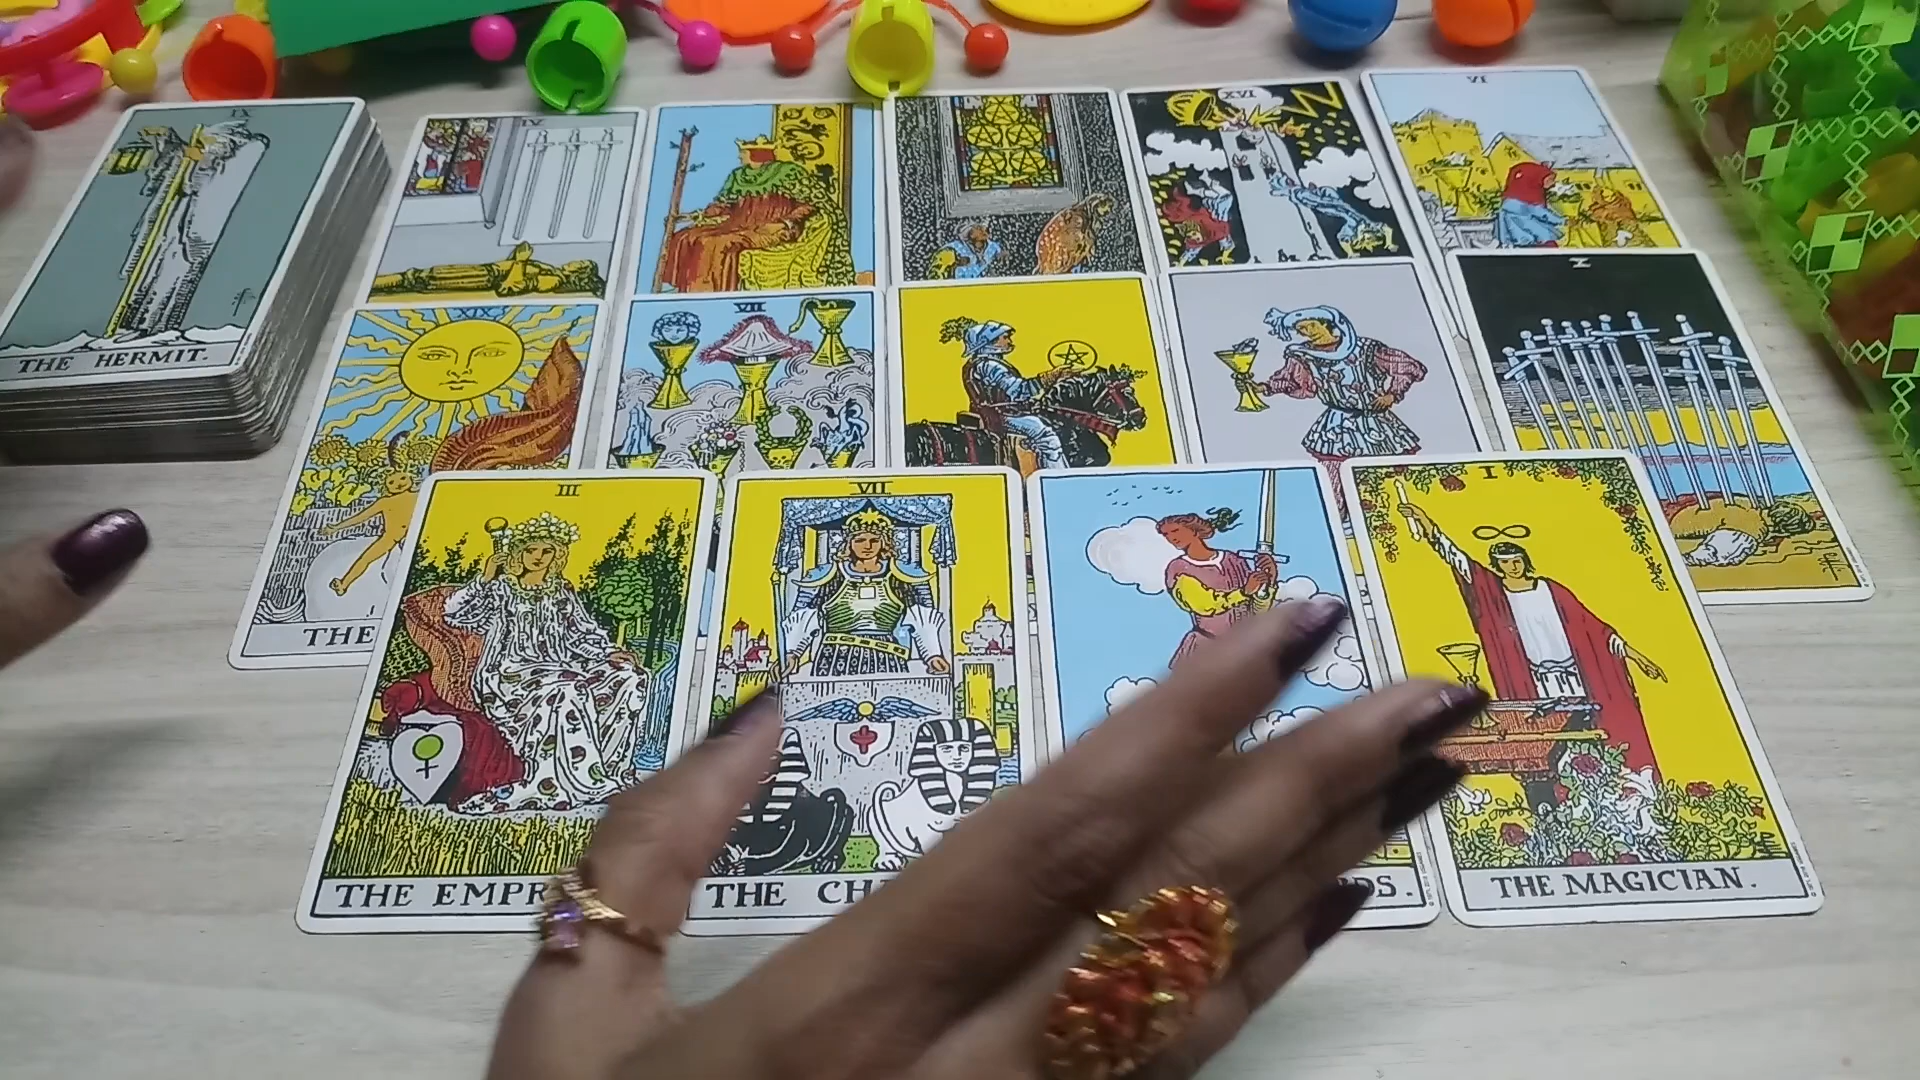 IX
THE HERMIT.
IV
XVI
VI
XIX
THE
VII
X
III
THE EMPR
VII
THE CH
DS.
I
THE MAGICIAN.